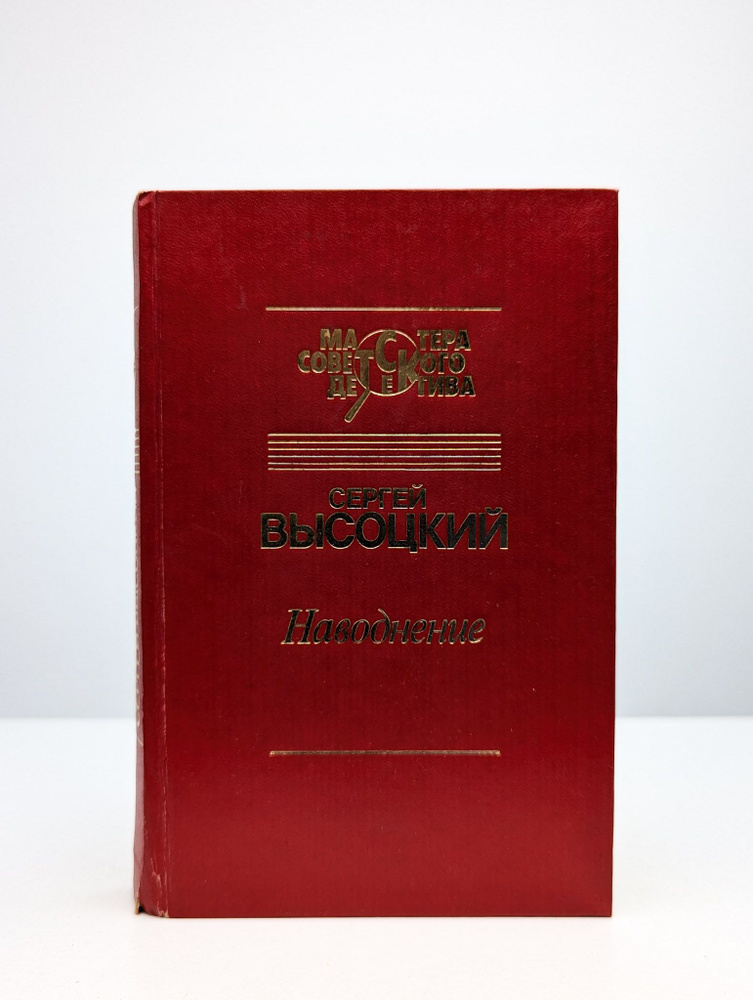 МАСТЕРА
СОВЕТСКОГО
ДЕТЕКТИВА
СЕРГЕЙ
ВЫСОЦКИЙ
Наводнение